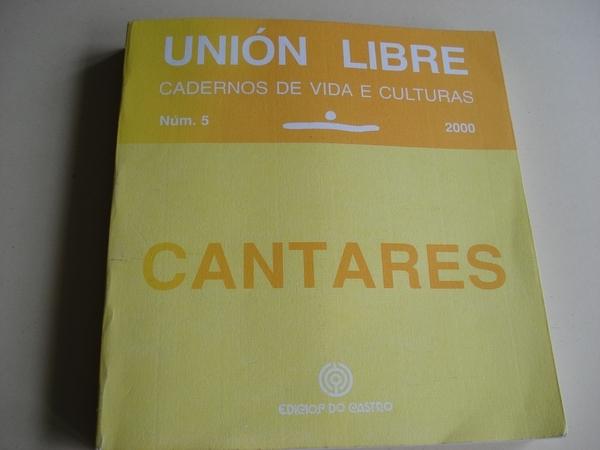 UNIÓN LIBRE
CADERNOS DE VIDA E CULTURAS
Núm. 5 2000
CANTARES
EDICIOS DO CASTRO